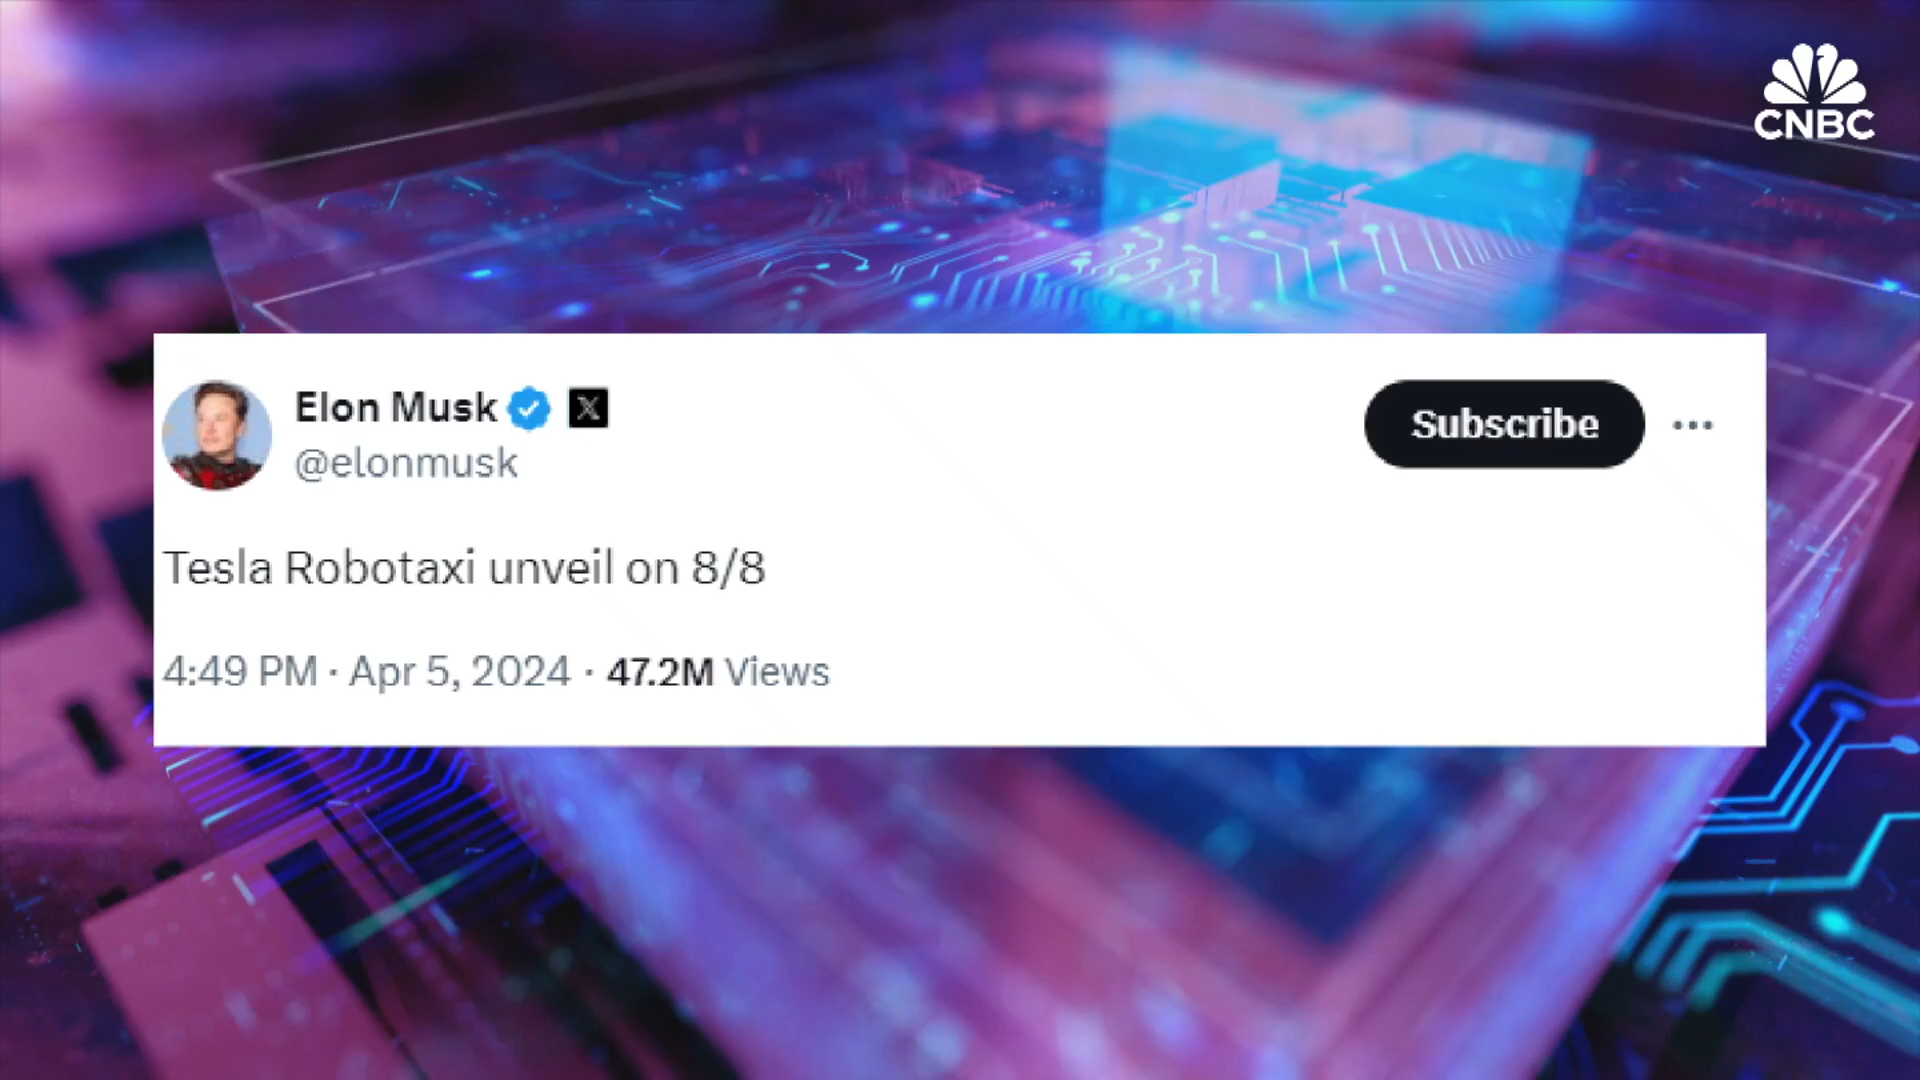 CNBC
Elon Musk
@elonmusk
Subscribe
Tesla Robotaxi unveil on 8/8
4:49 PM · Apr 5, 2024 · 47.2M Views